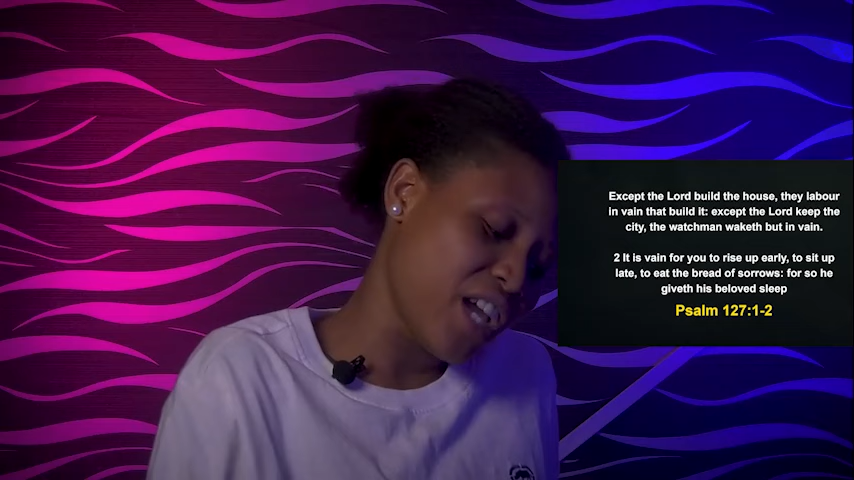 Except the Lord build the house, they labour
in vain that build it: except the Lord keep the
city, the watchman waketh but in vain.
2 It is vain for you to rise up early, to sit up
late, to eat the bread of sorrows: for so he
giveth his beloved sleep
Psalm 127:1-2